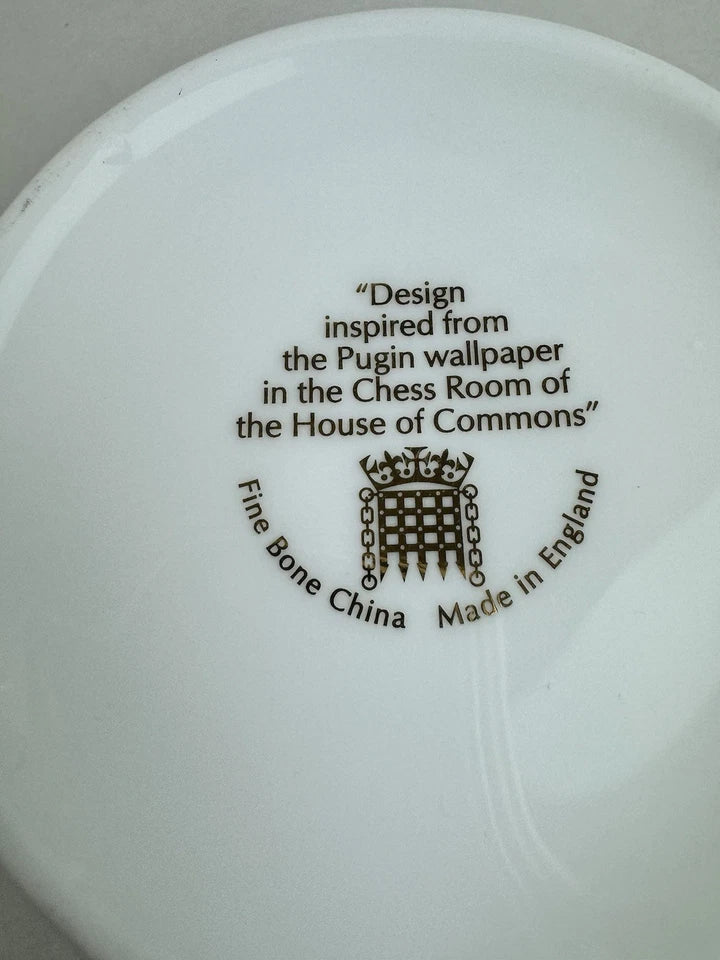 “Design
inspired from
the Pugin wallpaper
in the Chess Room of
the House of Commons”
Fine Bone China Made in England